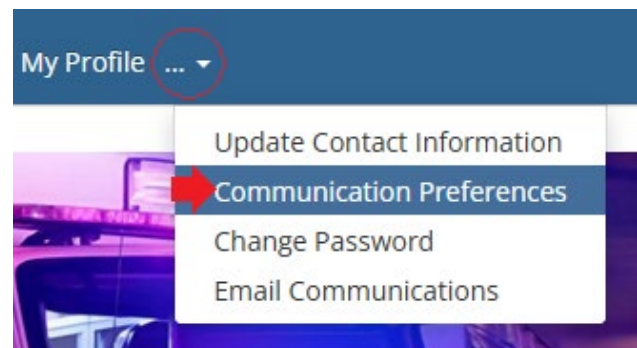 My Profile ...
Update Contact Information
Communication Preferences
Change Password
Email Communications